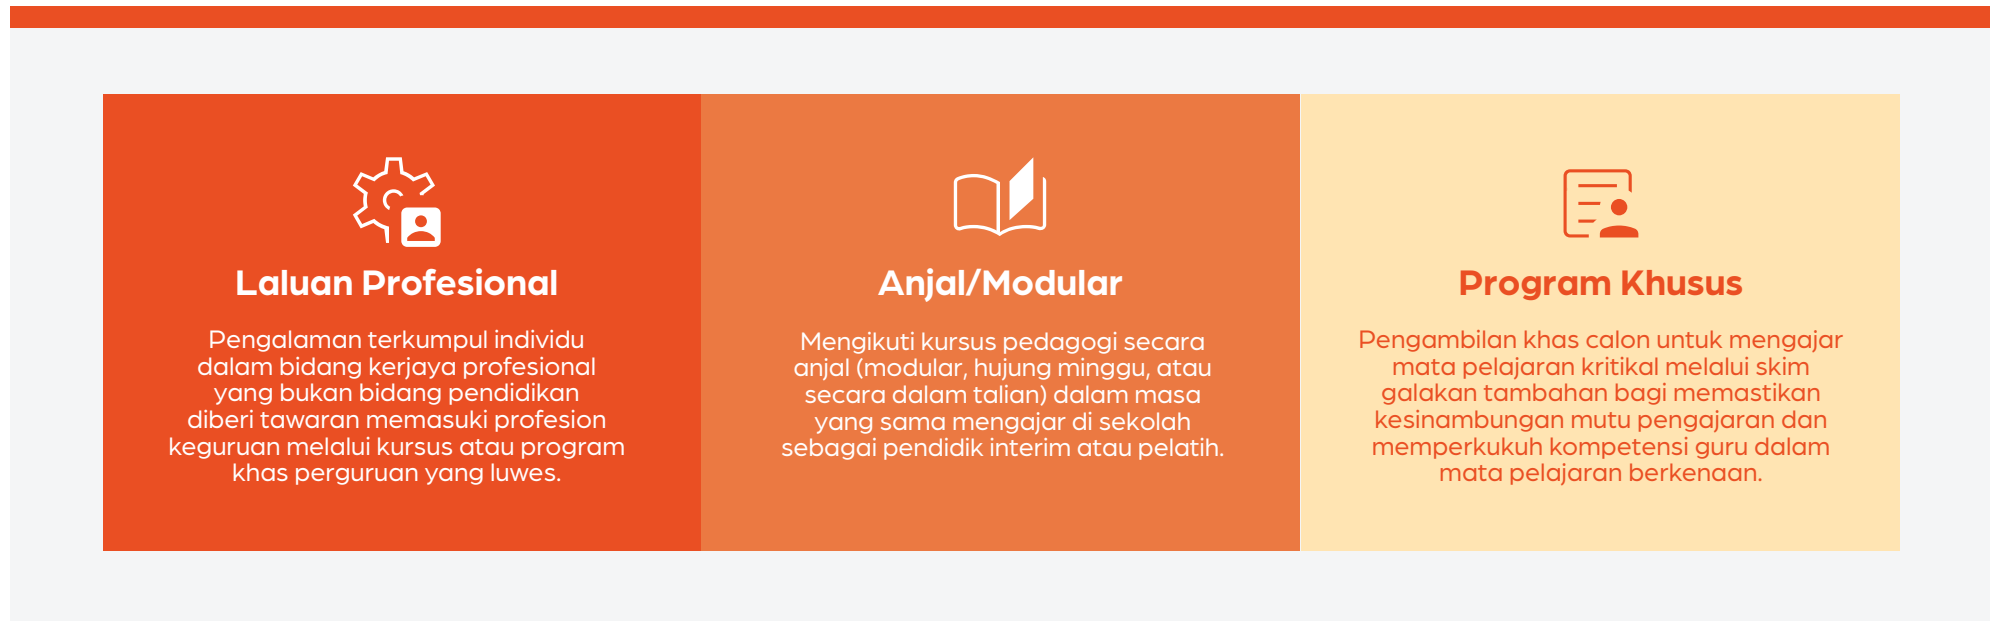 Laluan Profesional
Pengalaman terkumpul individu
dalam bidang kerjaya profesional
yang bukan bidang pendidikan
diberi tawaran memasuki profesion
keguruan melalui kursus atau program
khas perguruan yang luwes.
Anjal/Modular
Mengikuti kursus pedagogi secara
anjal (modular, hujung minggu, atau
secara dalam talian) dalam masa
yang sama mengajar di sekolah
sebagai pendidik interim atau pelatih.
Program Khusus
Pengambilan khas calon untuk mengajar
mata pelajaran kritikal melalui skim
galakan tambahan bagi memastikan
kesinambungan mutu pengajaran dan
memperkukuh kompetensi guru dalam
mata pelajaran berkenaan.